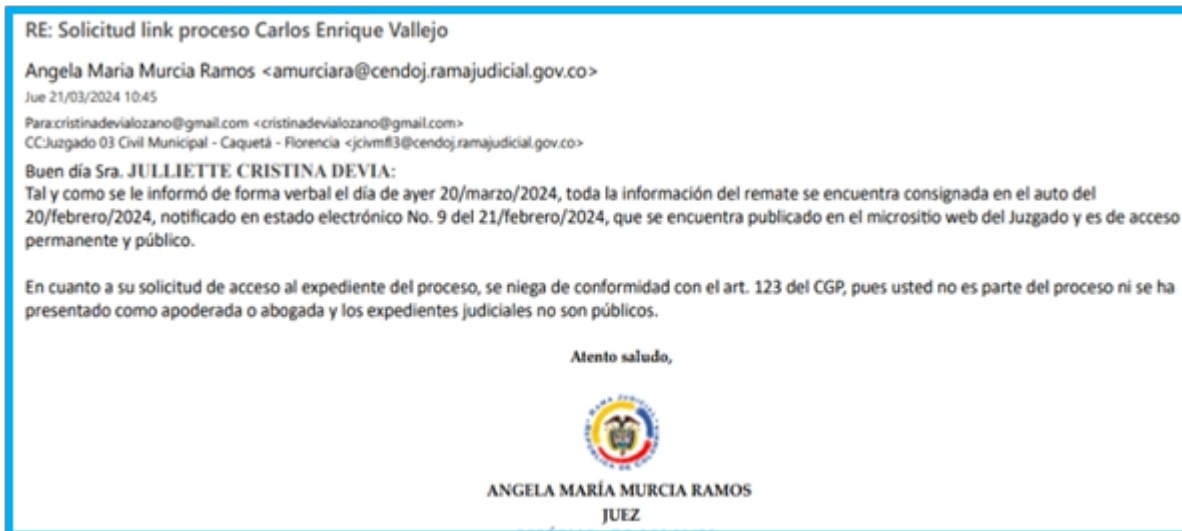 RE: Solicitud link proceso Carlos Enrique Vallejo
Angela Maria Murcia Ramos <amurciara@cendoj.ramajudicial.gov.co>
Jue 21/03/2024 10:45
Para:cristinadevialozano@gmail.com <cristinadevialozano@gmail.com>
CC:Juzgado 03 Civil Municipal - Caquetá - Florencia <jcivmfl3@cendoj.ramajudicial.gov.co>
Buen día Sra. JULLIETTE CRISTINA DEVIA:
Tal y como se le informó de forma verbal el día de ayer 20/marzo/2024, toda la información del remate se encuentra consignada en el auto del
20/febrero/2024, notificado en estado electrónico No. 9 del 21/febrero/2024, que se encuentra publicado en el micrositio web del Juzgado y es de acceso
permanente y público.
En cuanto a su solicitud de acceso al expediente del proceso, se niega de conformidad con el art. 123 del CGP, pues usted no es parte del proceso ni se ha
presentado como apoderada o abogada y los expedientes judiciales no son públicos.
Atento saludo,
RAMA JUDICIAL
REPÚBLICA DE COLOMBIA
ANGELA MARÍA MURCIA RAMOS
JUEZ